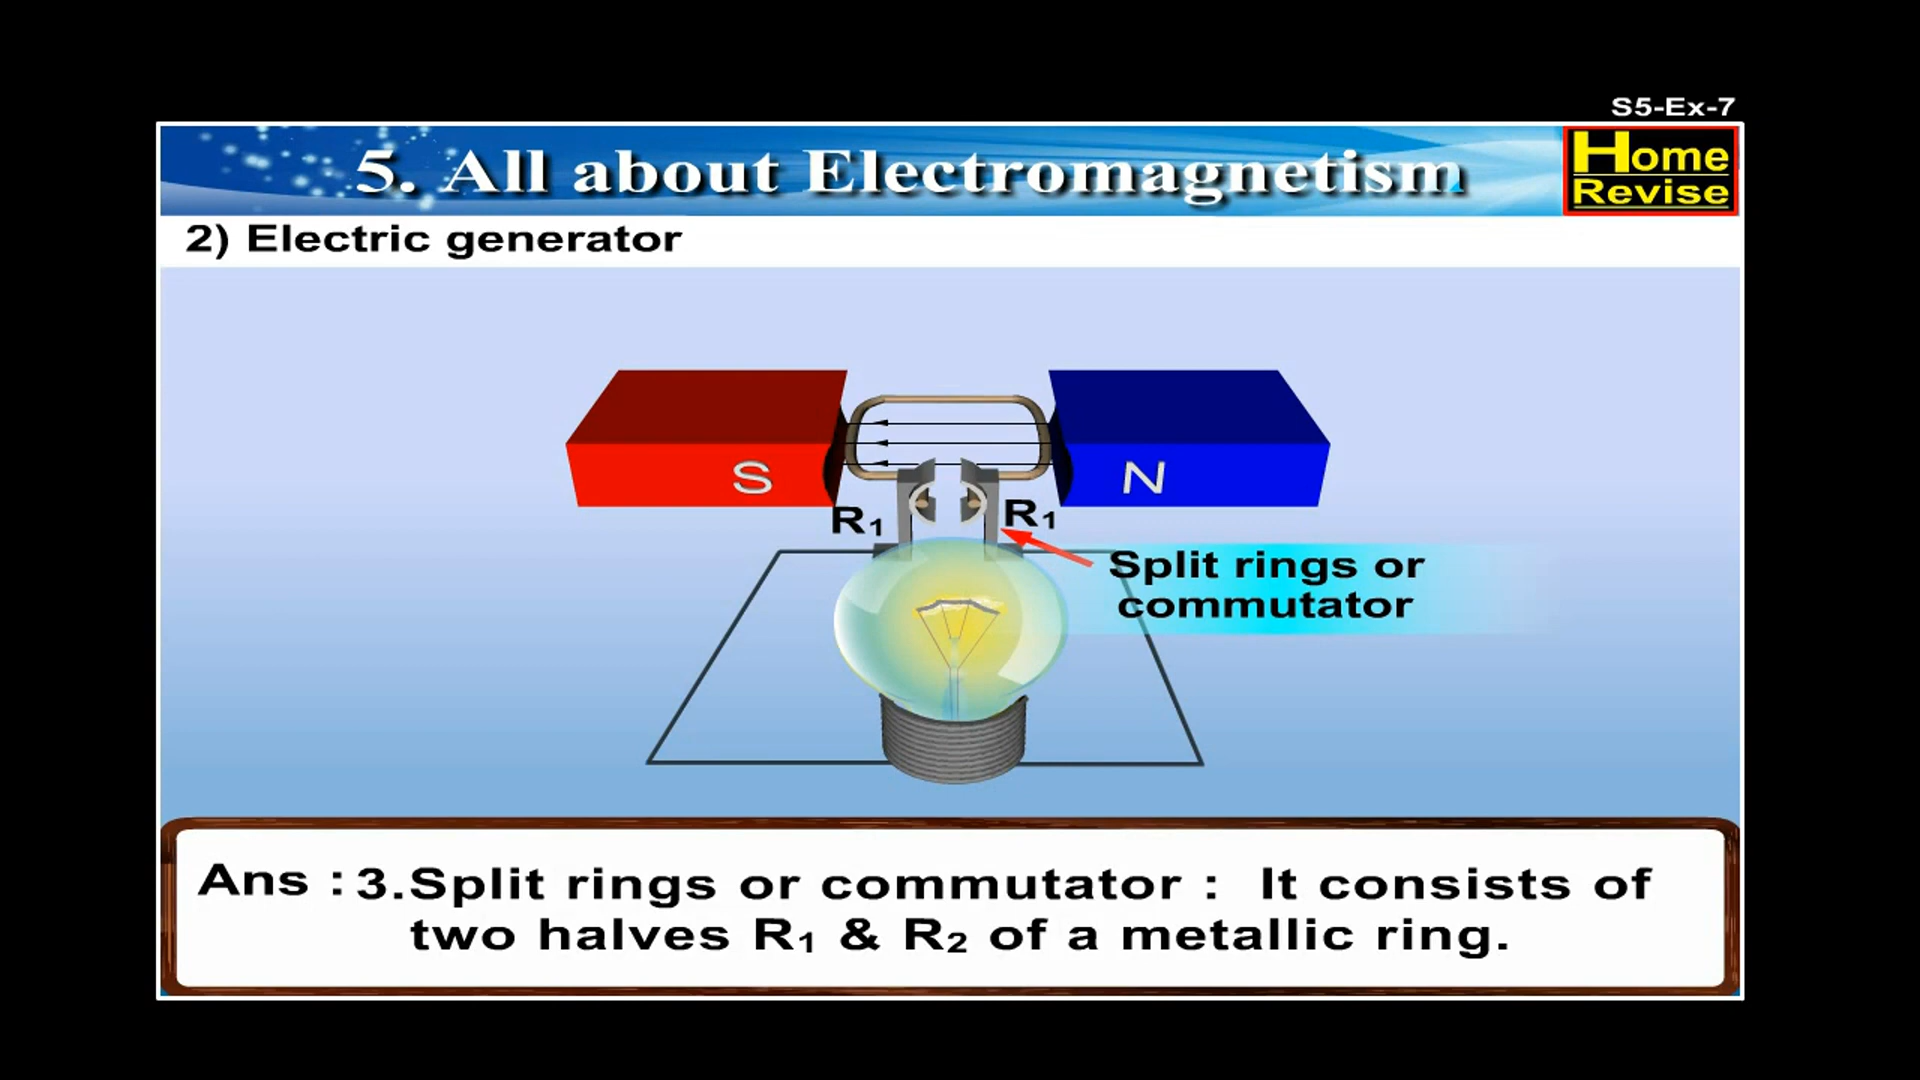 S5-Ex-7
5. All about Electromagnetism
Home
Revise
2) Electric generator
S
N
R₁
R₁
Split rings or
commutator
Ans : 3.Split rings or commutator : It consists of
two halves R₁ & R₂ of a metallic ring.